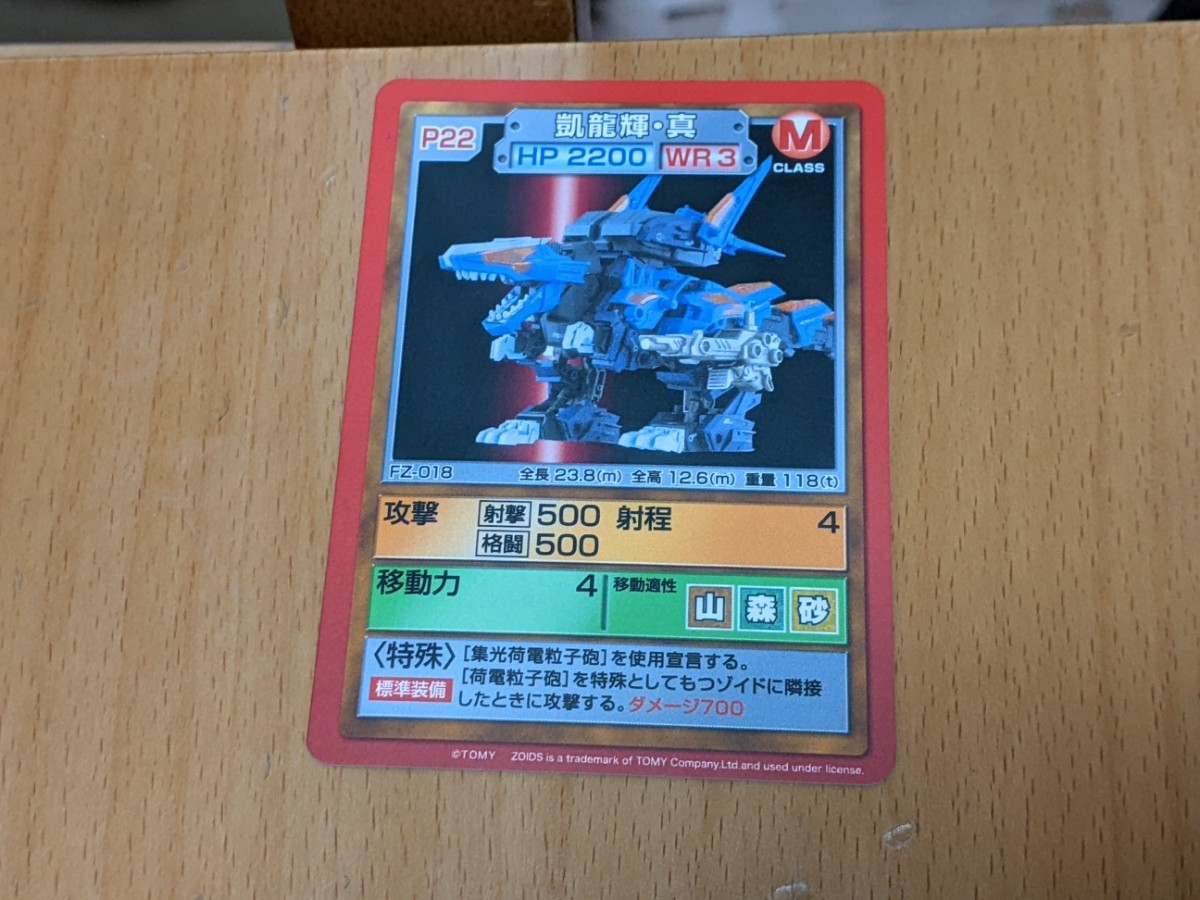 P22
凱龍輝・真
HP 2200 WR 3
M
CLASS
FZ-018 全長 23.8(m) 全高 12.6(m) 重量 118(t)
攻撃 射撃 500 射程 4
格闘 500
移動力 4 移動適性 山 森 砂
〈特殊〉 [集光荷電粒子砲]を使用宣言する。
標準装備 [荷電粒子砲]を特殊としてもつゾイドに隣接
したときに攻撃する。ダメージ700
©TOMY ZOIDS is a trademark of TOMY Company.Ltd.and used under license.